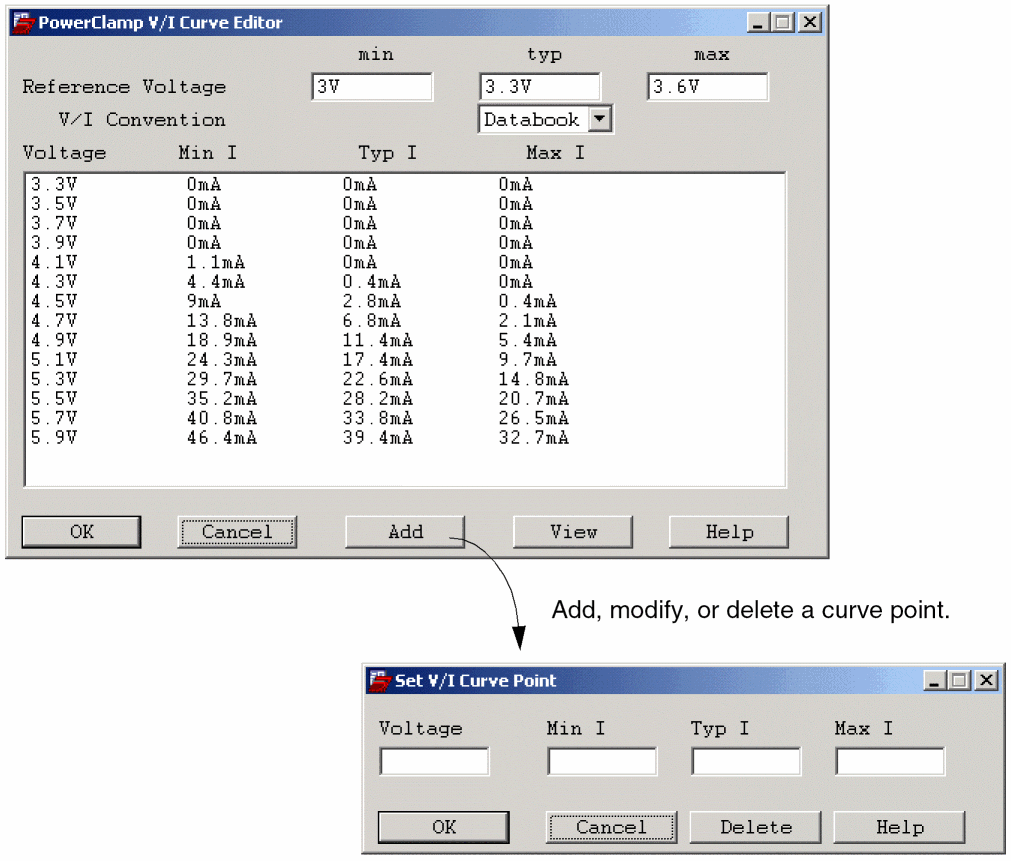 PowerClamp V/I Curve Editor
min typ max
Reference Voltage 3V 3.3V 3.6V
V/I Convention Databook
Voltage Min I Typ I Max I
3.3V 0mA 0mA 0mA
3.5V 0mA 0mA 0mA
3.7V 0mA 0mA 0mA
3.9V 0mA 0mA 0mA
4.1V 1.1mA 0mA 0mA
4.3V 4.4mA 0.4mA 0mA
4.5V 9mA 2.8mA 0.4mA
4.7V 13.8mA 6.8mA 2.1mA
4.9V 18.9mA 11.4mA 5.4mA
5.1V 24.3mA 17.4mA 9.7mA
5.3V 29.7mA 22.6mA 14.8mA
5.5V 35.2mA 28.2mA 20.7mA
5.7V 40.8mA 33.8mA 26.5mA
5.9V 46.4mA 39.4mA 32.7mA
OK Cancel Add View Help
Add, modify, or delete a curve point.
Set V/I Curve Point
Voltage Min I Typ I Max I
OK Cancel Delete Help